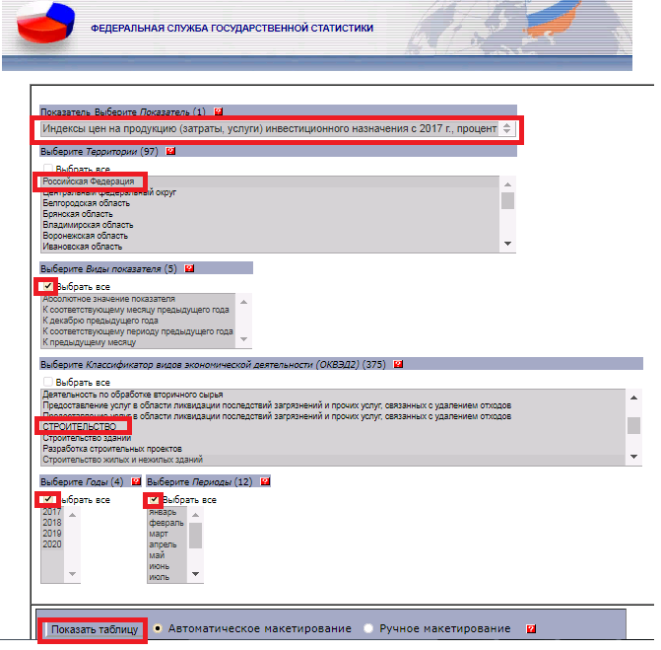 ФЕДЕРАЛЬНАЯ СЛУЖБА ГОСУДАРСТВЕННОЙ СТАТИСТИКИ
Показатель Выберите Показатель (1) ?
Индексы цен на продукцию (затраты, услуги) инвестиционного назначения с 2017 г., процент
Выберите Территории (97) ?
Выбрать все
Российская Федерация
Центральный федеральный округ
Белгородская область
Брянская область
Владимирская область
Воронежская область
Ивановская область
Выберите Виды показателя (5) ?
Выбрать все
Абсолютное значение показателя
К соответствующему месяцу предыдущего года
К декабрю предыдущего года
К соответствующему периоду предыдущего года
К предыдущему месяцу
Выберите Классификатор видов экономической деятельности (ОКВЭД2) (375) ?
Выбрать все
Деятельность по обработке вторичного сырья
Предоставление услуг в области ликвидации последствий загрязнений и прочих услуг, связанных с удалением отходов
Предоставление услуг в области ликвидации последствий загрязнений и прочих услуг, связанных с удалением отходов
СТРОИТЕЛЬСТВО
Строительство зданий
Разработка строительных проектов
Строительство жилых и нежилых зданий
Выберите Годы (4) ? Выберите Периоды (12) ?
Выбрать все Выбрать все
2017 январь
2018 февраль
2019 март
2020 апрель
май
июнь
июль
Показать таблицу Автоматическое макетирование Ручное макетирование ?